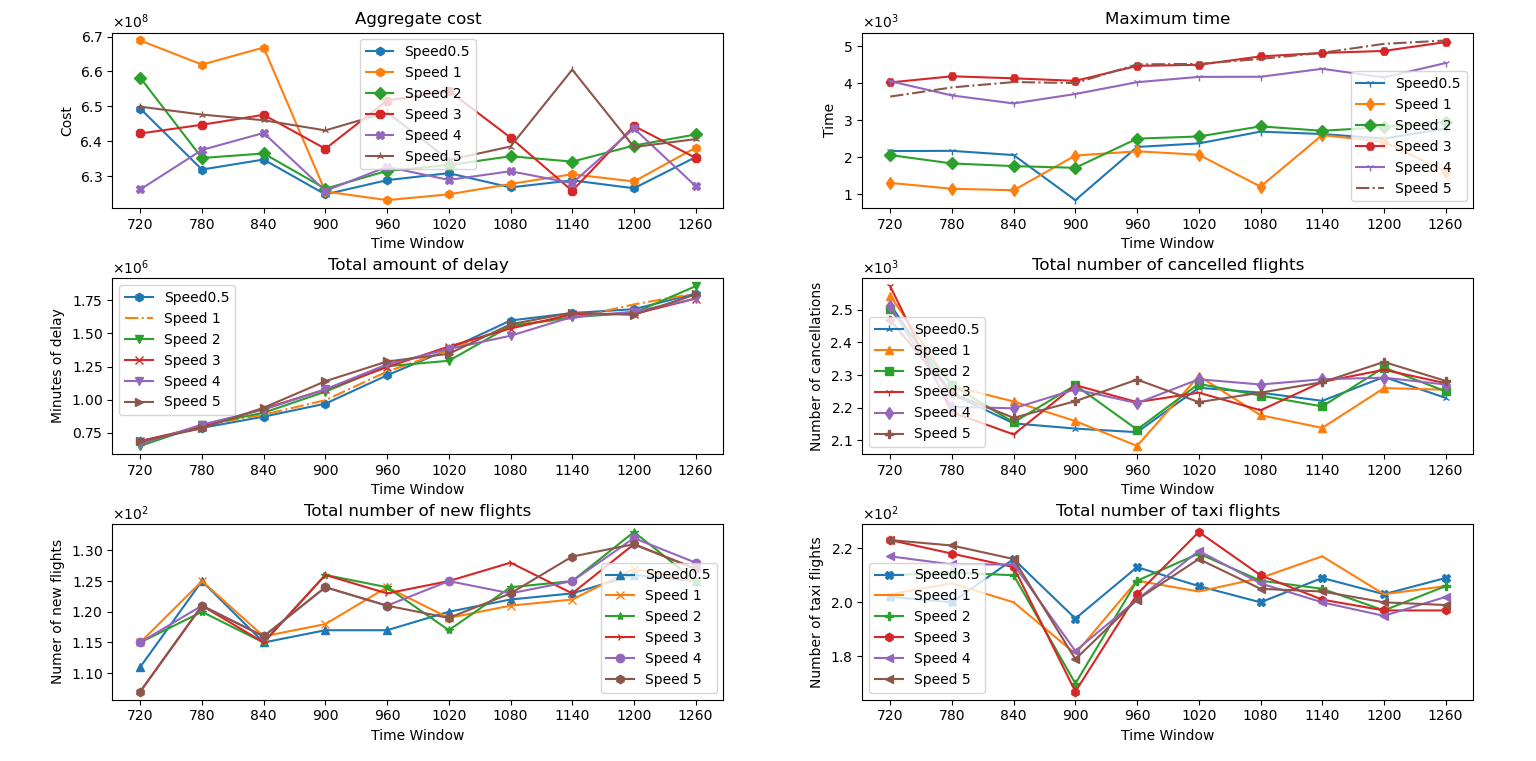 Aggregate cost
×10⁸
6.7
6.6
6.5
6.4
6.3
Cost
Speed0.5
Speed 1
Speed 2
Speed 3
Speed 4
Speed 5
720 780 840 900 960 1020 1080 1140 1200 1260
Time Window
Maximum time
×10³
5
4
3
2
1
Time
Speed0.5
Speed 1
Speed 2
Speed 3
Speed 4
Speed 5
720 780 840 900 960 1020 1080 1140 1200 1260
Time Window
Total amount of delay
×10⁶
1.75
1.50
1.25
1.00
0.75
Minutes of delay
Speed0.5
Speed 1
Speed 2
Speed 3
Speed 4
Speed 5
720 780 840 900 960 1020 1080 1140 1200 1260
Time Window
Total number of cancelled flights
×10³
2.5
2.4
2.3
2.2
2.1
Number of cancellations
Speed0.5
Speed 1
Speed 2
Speed 3
Speed 4
Speed 5
720 780 840 900 960 1020 1080 1140 1200 1260
Time Window
Total number of new flights
×10²
1.30
1.25
1.20
1.15
1.10
Numer of new flights
Speed0.5
Speed 1
Speed 2
Speed 3
Speed 4
Speed 5
720 780 840 900 960 1020 1080 1140 1200 1260
Time Window
Total number of taxi flights
×10²
2.2
2.0
1.8
Number of taxi flights
Speed0.5
Speed 1
Speed 2
Speed 3
Speed 4
Speed 5
720 780 840 900 960 1020 1080 1140 1200 1260
Time Window